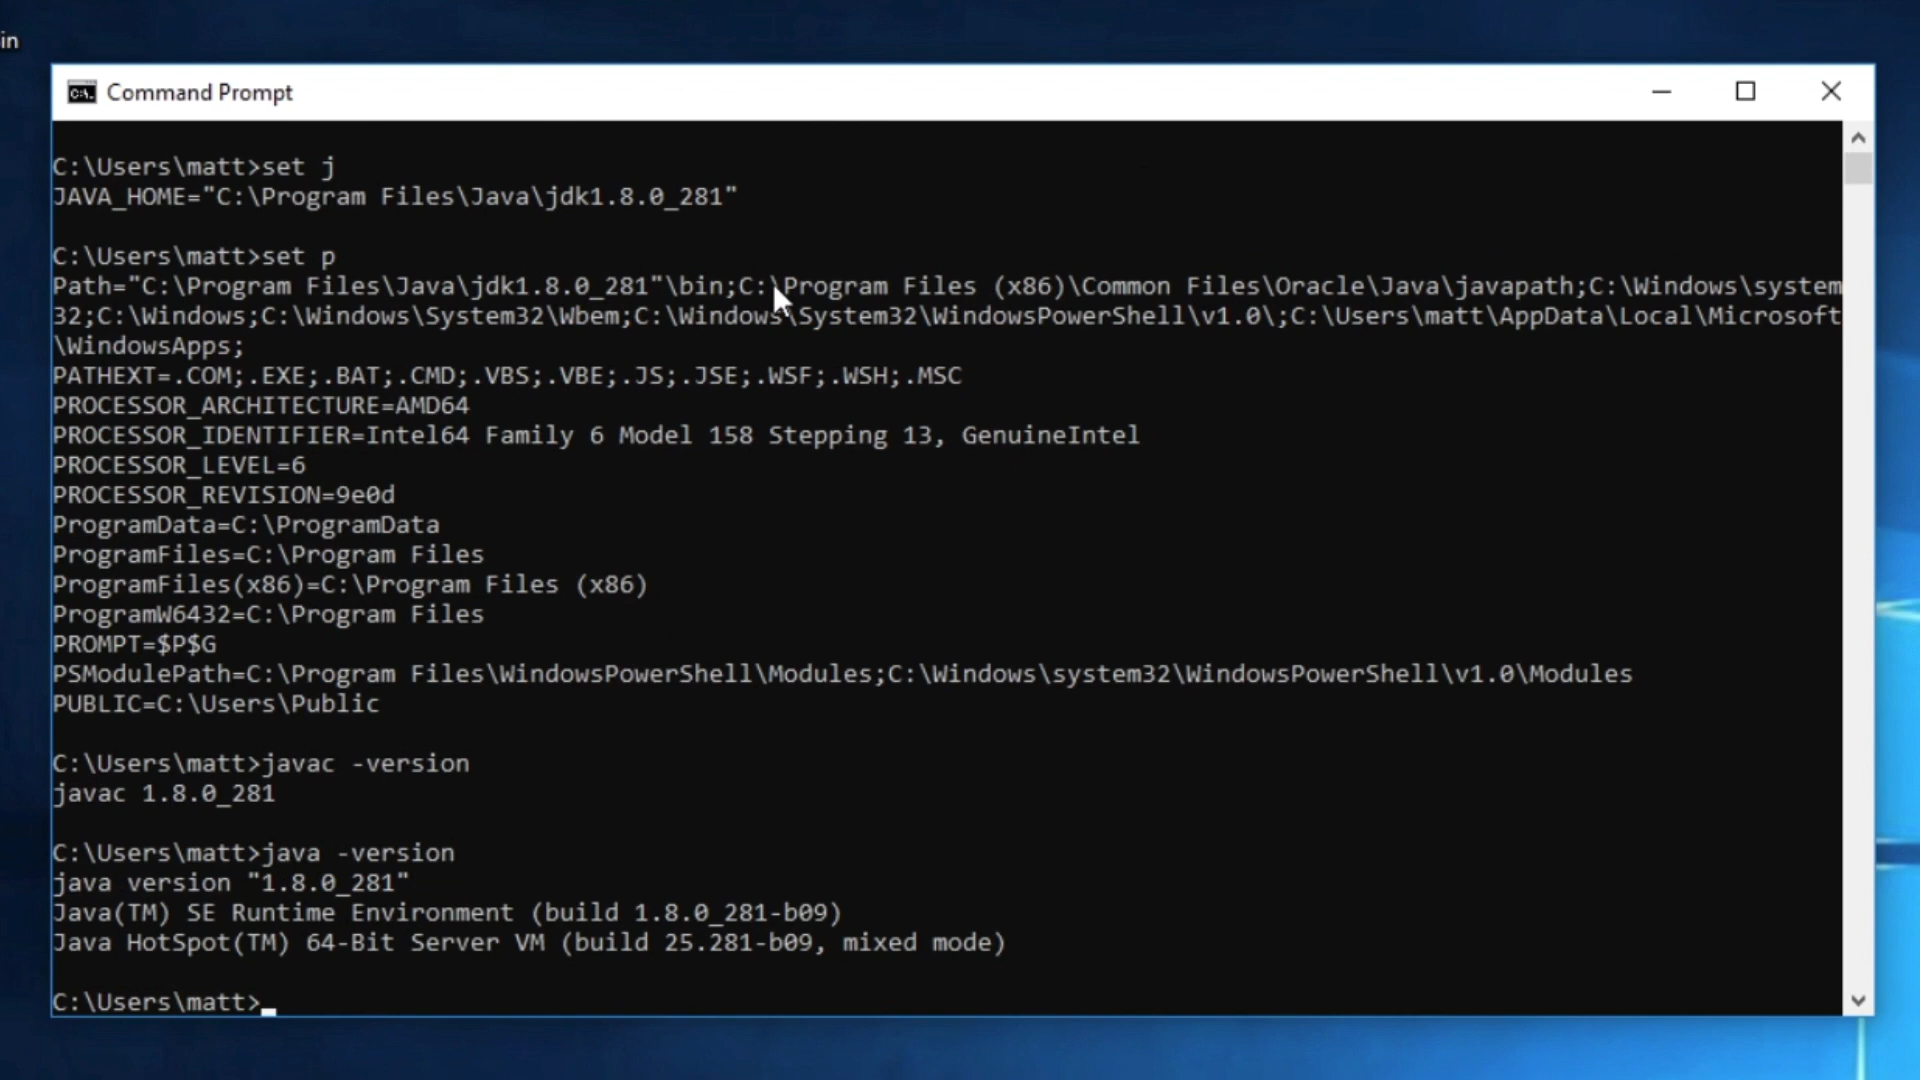 in
Command Prompt
C:\Users\matt>set j
JAVA_HOME="C:\Program Files\Java\jdk1.8.0_281"
C:\Users\matt>set p
Path="C:\Program Files\Java\jdk1.8.0_281"\bin;C:\Program Files (x86)\Common Files\Oracle\Java\javapath;C:\Windows\system
32;C:\Windows;C:\Windows\System32\Wbem;C:\Windows\System32\WindowsPowerShell\v1.0\;C:\Users\matt\AppData\Local\Microsoft
\WindowsApps;
PATHEXT=.COM;.EXE;.BAT;.CMD;.VBS;.VBE;.JS;.JSE;.WSF;.WSH;.MSC
PROCESSOR_ARCHITECTURE=AMD64
PROCESSOR_IDENTIFIER=Intel64 Family 6 Model 158 Stepping 13, GenuineIntel
PROCESSOR_LEVEL=6
PROCESSOR_REVISION=9e0d
ProgramData=C:\ProgramData
ProgramFiles=C:\Program Files
ProgramFiles(x86)=C:\Program Files (x86)
ProgramW6432=C:\Program Files
PROMPT=$P$G
PSModulePath=C:\Program Files\WindowsPowerShell\Modules;C:\Windows\system32\WindowsPowerShell\v1.0\Modules
PUBLIC=C:\Users\Public
C:\Users\matt>javac -version
javac 1.8.0_281
C:\Users\matt>java -version
java version "1.8.0_281"
Java(TM) SE Runtime Environment (build 1.8.0_281-b09)
Java HotSpot(TM) 64-Bit Server VM (build 25.281-b09, mixed mode)
C:\Users\matt>